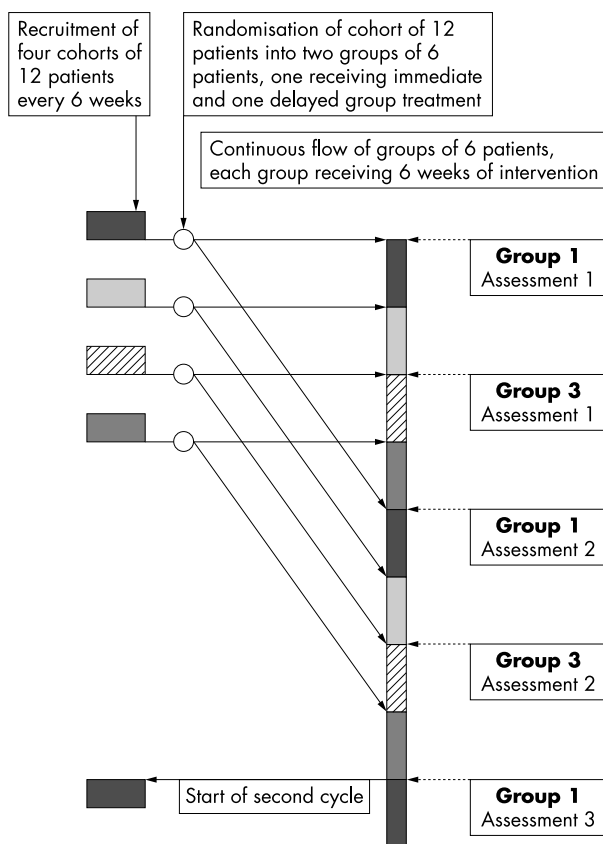 Recruitment of
four cohorts of
12 patients
every 6 weeks
Randomisation of cohort of 12
patients into two groups of 6
patients, one receiving immediate
and one delayed group treatment
Continuous flow of groups of 6 patients,
each group receiving 6 weeks of intervention
Group 1
Assessment 1
Group 3
Assessment 1
Group 1
Assessment 2
Group 3
Assessment 2
Start of second cycle
Group 1
Assessment 3